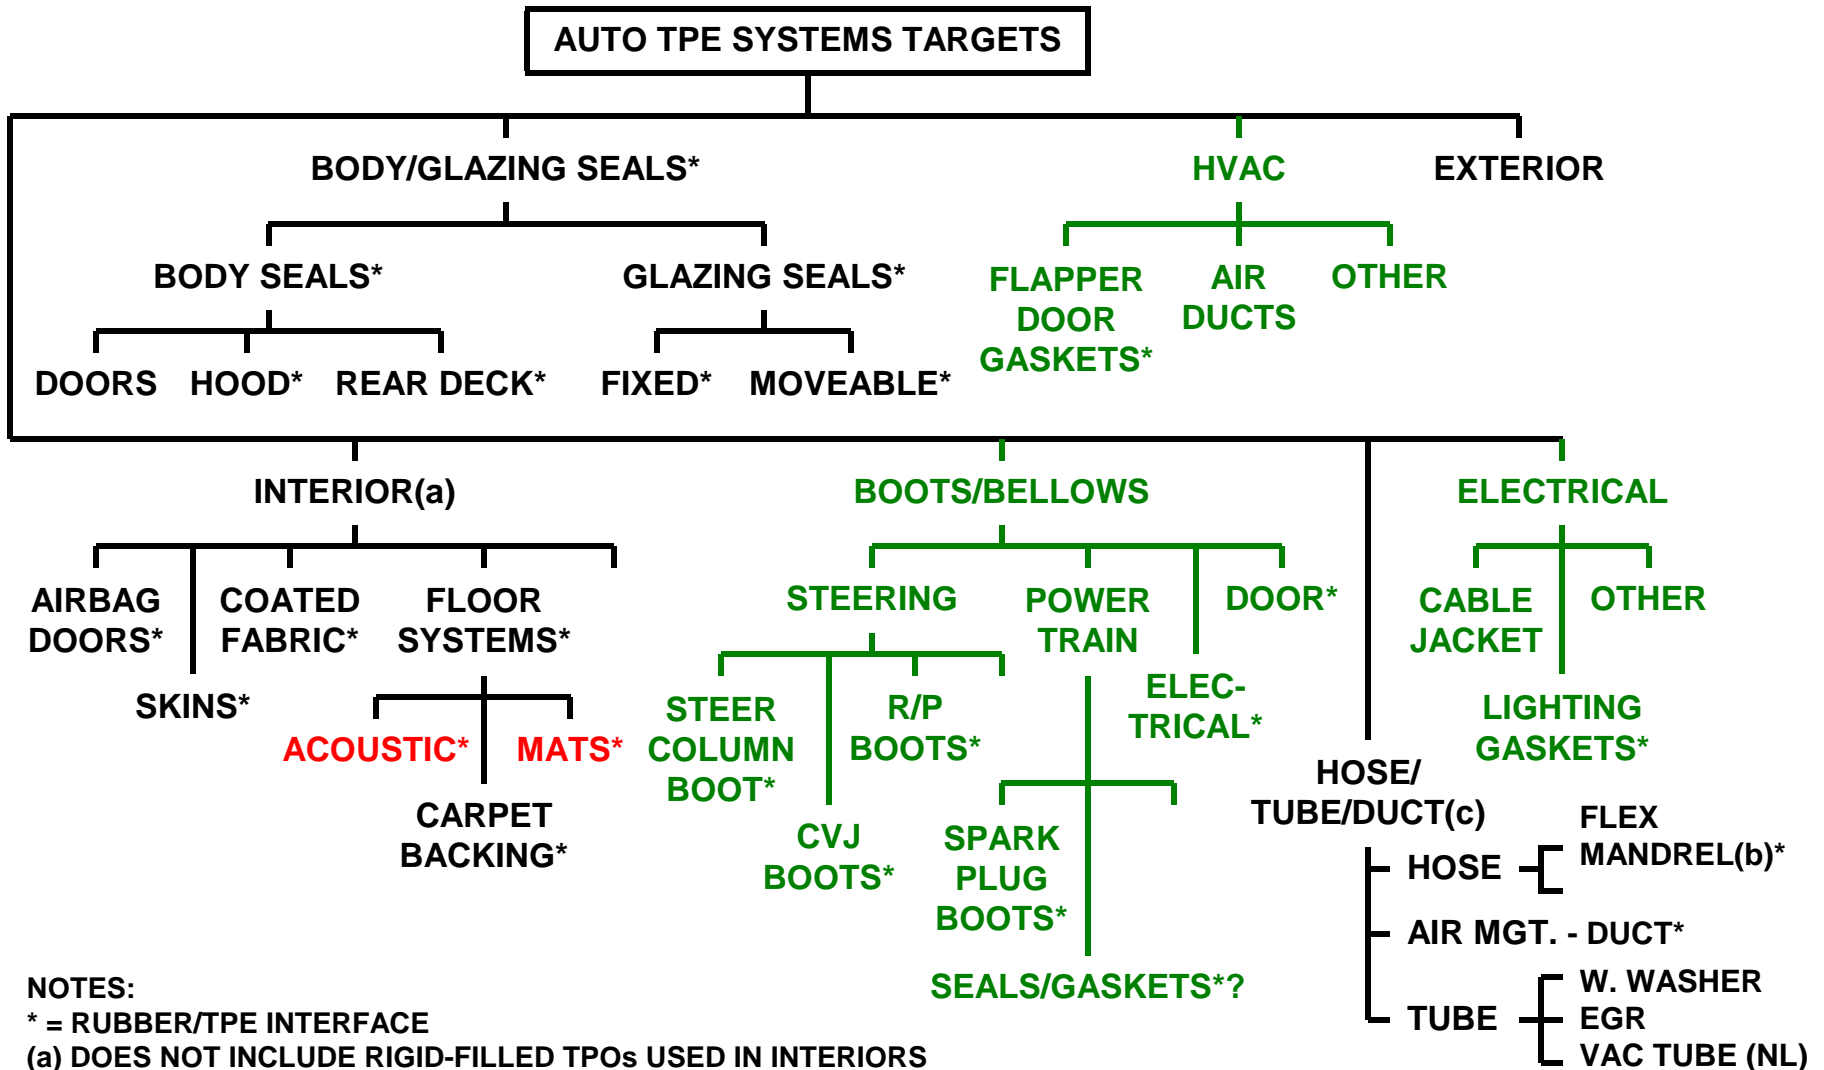 AUTO TPE SYSTEMS TARGETS
BODY/GLAZING SEALS*
HVAC
EXTERIOR
BODY SEALS*
GLAZING SEALS*
FLAPPER
DOOR
GASKETS*
AIR
DUCTS
OTHER
DOORS
HOOD*
REAR DECK*
FIXED*
MOVEABLE*
INTERIOR(a)
BOOTS/BELLOWS
ELECTRICAL
AIRBAG
DOORS*
COATED
FABRIC*
FLOOR
SYSTEMS*
SKINS*
ACOUSTIC*
MATS*
CARPET
BACKING*
STEERING
POWER
TRAIN
DOOR*
ELEC-
TRICAL*
STEER
COLUMN
BOOT*
R/P
BOOTS*
CVJ
BOOTS*
SPARK
PLUG
BOOTS*
SEALS/GASKETS*?
CABLE
JACKET
OTHER
LIGHTING
GASKETS*
HOSE/
TUBE/DUCT(c)
HOSE
FLEX
MANDREL(b)*
AIR MGT. - DUCT*
TUBE
W. WASHER
EGR
VAC TUBE (NL)
NOTES:
* = RUBBER/TPE INTERFACE
(a) DOES NOT INCLUDE RIGID-FILLED TPOs USED IN INTERIORS